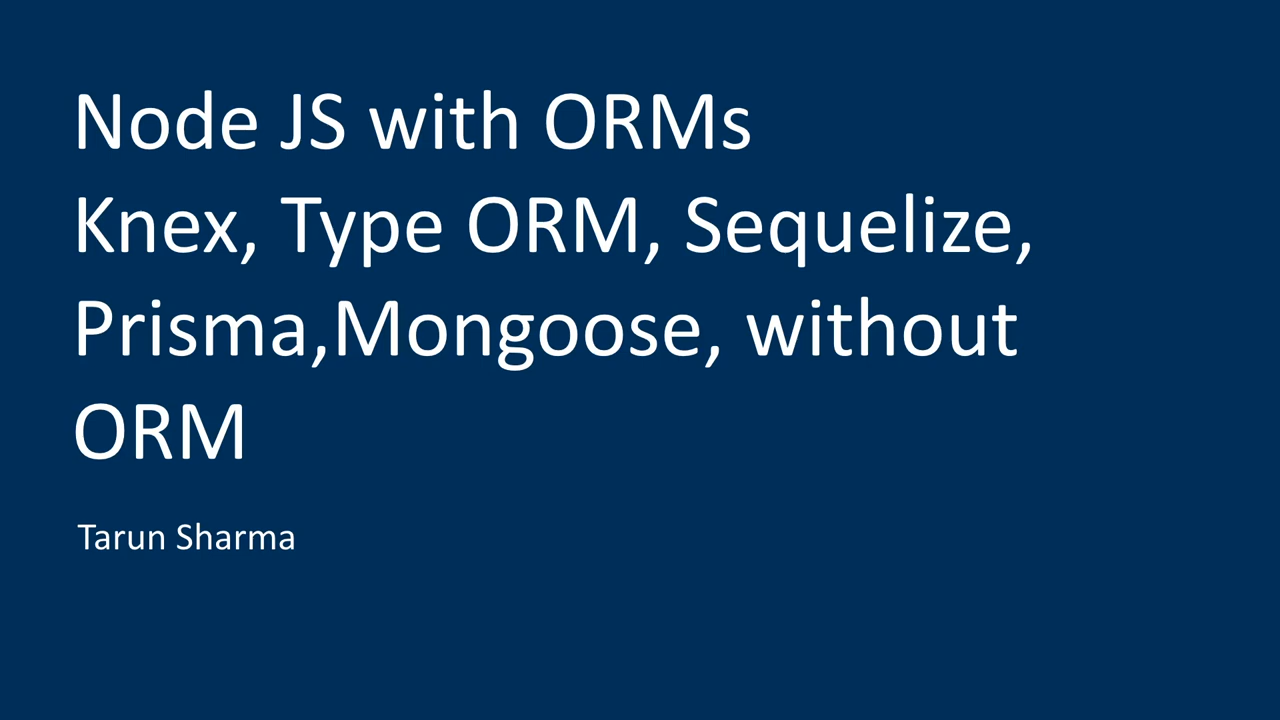 Node JS with ORMs
Knex, Type ORM, Sequelize,
Prisma,Mongoose, without
ORM
Tarun Sharma